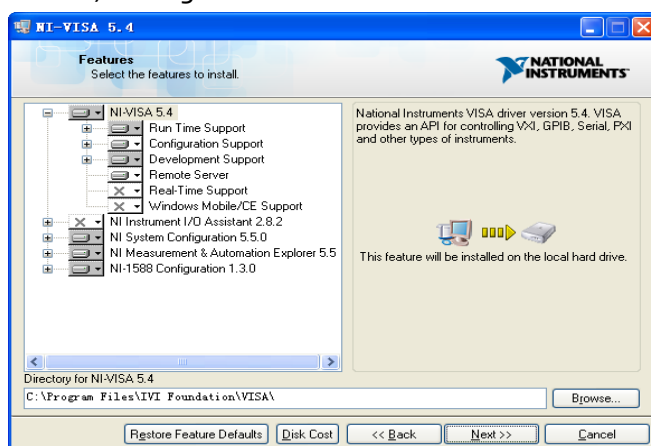 NI-VISA 5.4
Features
Select the features to install.
NATIONAL
INSTRUMENTS
NI-VISA 5.4
Run Time Support
Configuration Support
Development Support
Remote Server
Real-Time Support
Windows Mobile/CE Support
NI Instrument I/O Assistant 2.8.2
NI System Configuration 5.5.0
NI Measurement & Automation Explorer 5.5
NI-1588 Configuration 1.3.0
National Instruments VISA driver version 5.4. VISA
provides an API for controlling VXI, GPIB, Serial, PXI
and other types of instruments.
This feature will be installed on the local hard drive.
Directory for NI-VISA 5.4
C:\Program Files\IVI Foundation\VISA\
Browse...
Restore Feature Defaults Disk Cost << Back Next >> Cancel